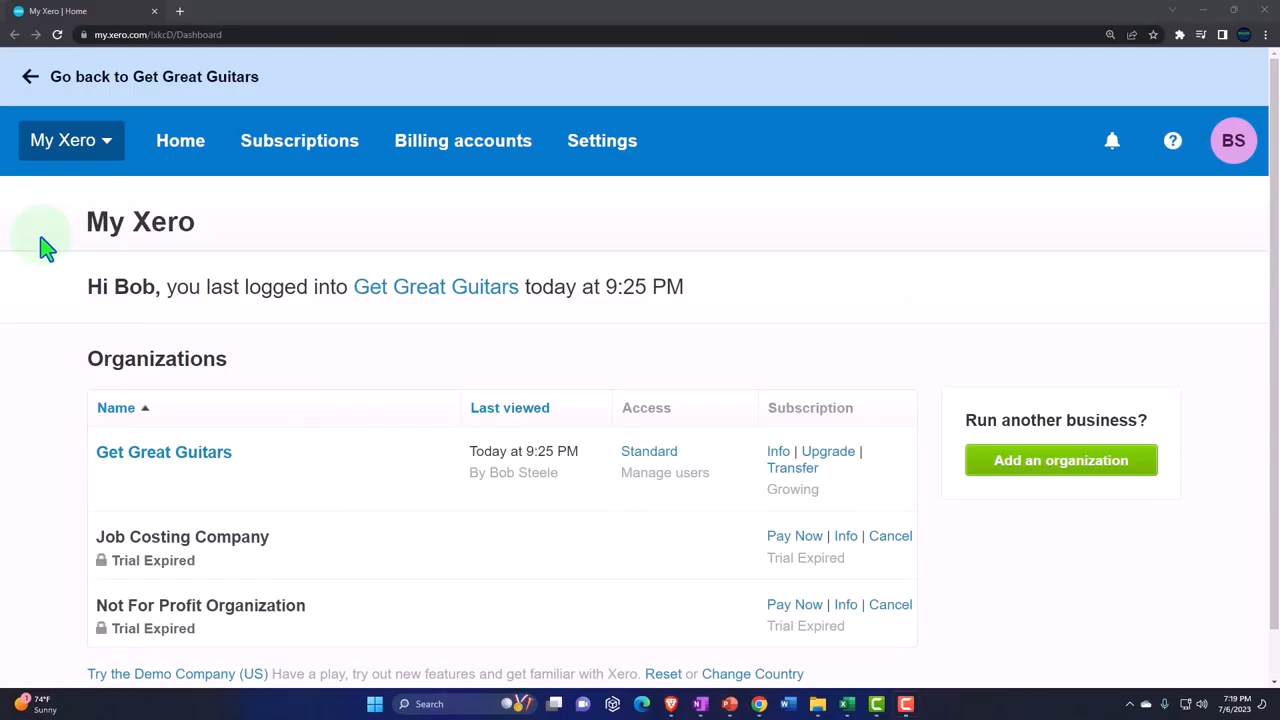 My Xero | Home
my.xero.com/!xkcD/Dashboard
Go back to Get Great Guitars
My Xero Home Subscriptions Billing accounts Settings ? BS
My Xero
Hi Bob, you last logged into Get Great Guitars today at 9:25 PM
Organizations
Name Last viewed Access Subscription
Get Great Guitars Today at 9:25 PM Standard Info | Upgrade |
Transfer
By Bob Steele Manage users
Growing
Job Costing Company Pay Now | Info | Cancel
Trial Expired Trial Expired
Not For Profit Organization Pay Now | Info | Cancel
Trial Expired Trial Expired
Run another business?
Add an organization
Try the Demo Company (US) Have a play, try out new features and get familiar with Xero. Reset or Change Country
74°F
Sunny
Search
7:19 PM
7/6/2023